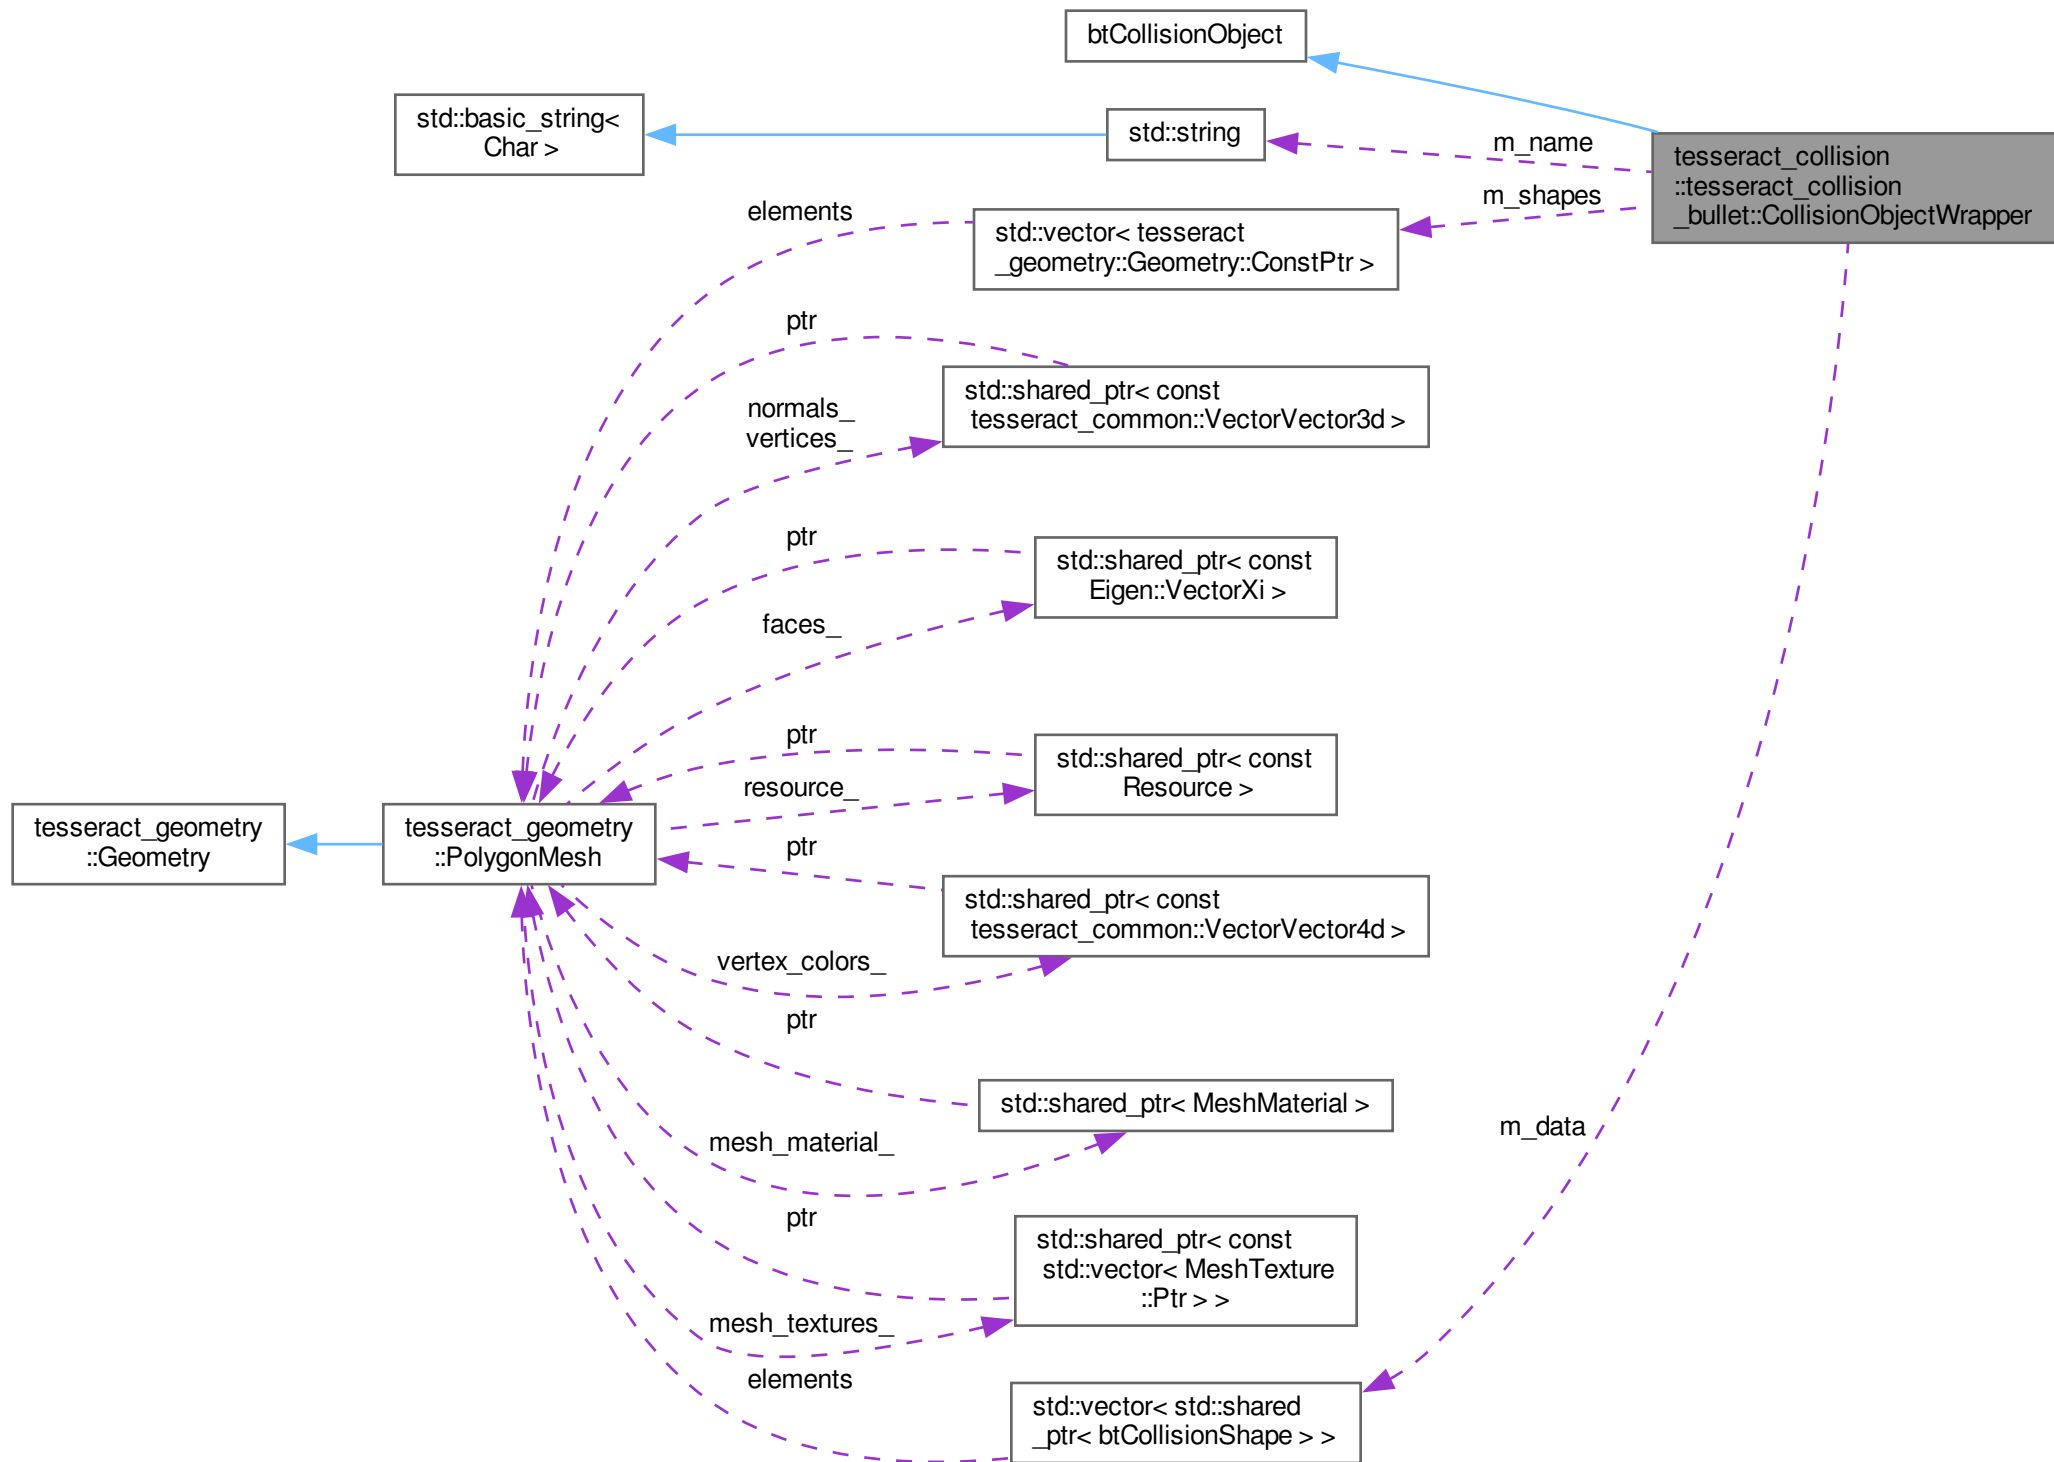 btCollisionObject
std::basic_string<
Char >
std::string
m_name
tesseract_collision
::tesseract_collision
_bullet::CollisionObjectWrapper
m_shapes
elements
std::vector< tesseract
_geometry::Geometry::ConstPtr >
ptr
std::shared_ptr< const
tesseract_common::VectorVector3d >
normals_
vertices_
ptr
std::shared_ptr< const
Eigen::VectorXi >
faces_
ptr
std::shared_ptr< const
Resource >
resource_
tesseract_geometry
::Geometry
tesseract_geometry
::PolygonMesh
ptr
std::shared_ptr< const
tesseract_common::VectorVector4d >
vertex_colors_
ptr
std::shared_ptr< MeshMaterial >
mesh_material_
m_data
ptr
std::shared_ptr< const
std::vector< MeshTexture
::Ptr > >
mesh_textures_
elements
std::vector< std::shared
_ptr< btCollisionShape > >